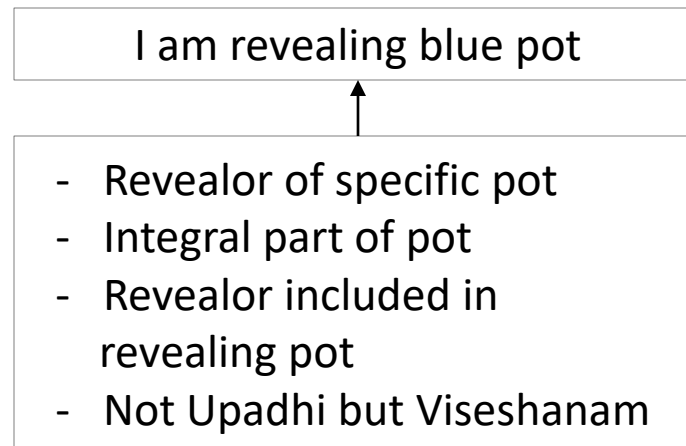 I am revealing blue pot
- Revealor of specific pot
- Integral part of pot
- Revealor included in
revealing pot
- Not Upadhi but Viseshanam